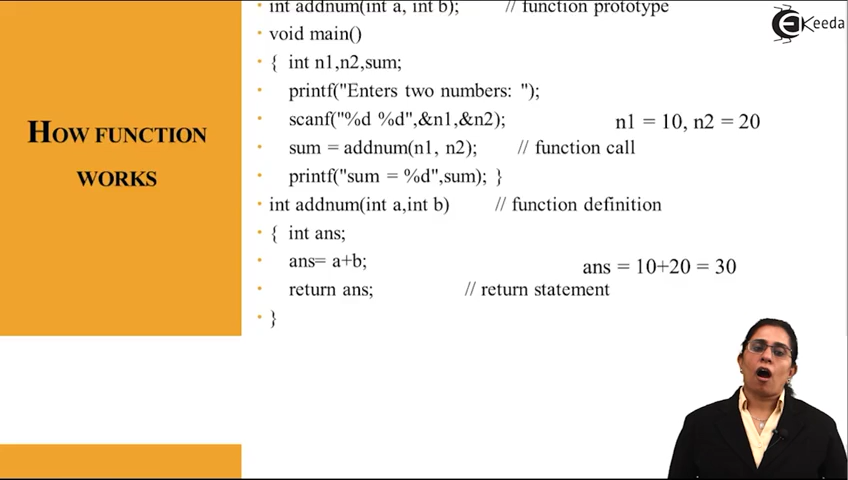 int addnum(int a, int b); // function prototype
void main()
{ int n1,n2,sum;
printf("Enters two numbers: ");
scanf("%d %d",&n1,&n2); n1 = 10, n2 = 20
sum = addnum(n1, n2); // function call
printf("sum = %d",sum); }
int addnum(int a,int b) // function definition
{ int ans;
ans= a+b; ans = 10+20 = 30
return ans; // return statement
}
HOW FUNCTION
WORKS
Ekeeda